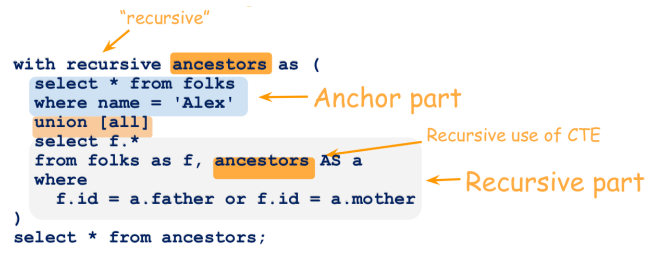 “recursive”
with recursive ancestors as (
select * from folks
where name = 'Alex'
Anchor part
union [all]
select f.*
Recursive use of CTE
from folks as f, ancestors AS a
where
Recursive part
f.id = a.father or f.id = a.mother
)
select * from ancestors;